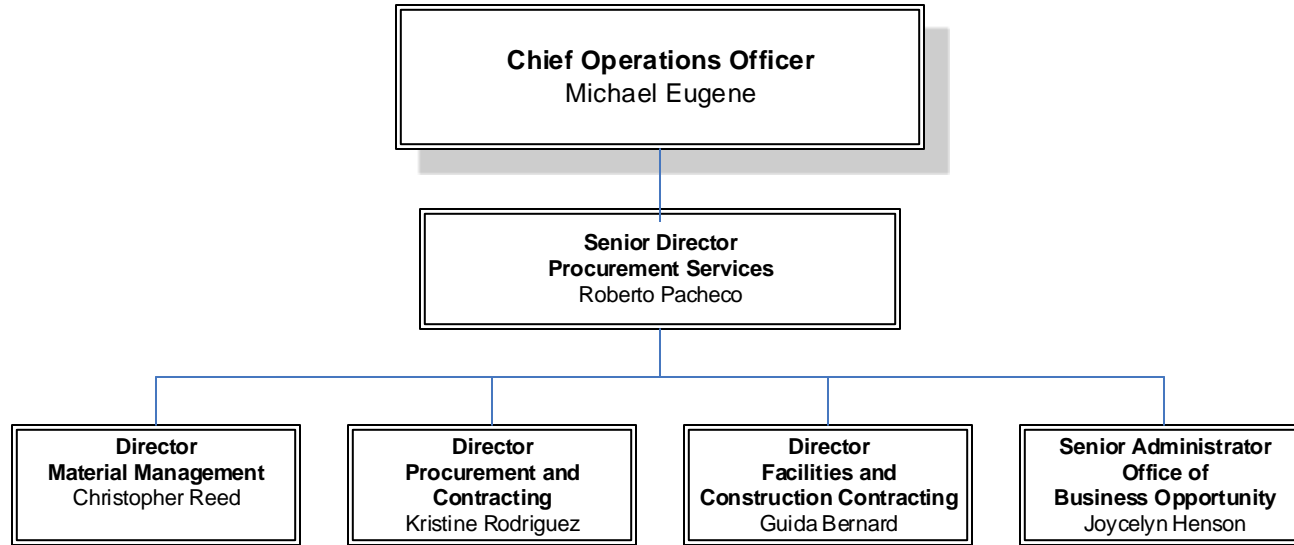 Chief Operations Officer
Michael Eugene
Senior Director
Procurement Services
Roberto Pacheco
Director
Material Management
Christopher Reed
Director
Procurement and
Contracting
Kristine Rodriguez
Director
Facilities and
Construction Contracting
Guida Bernard
Senior Administrator
Office of
Business Opportunity
Joycelyn Henson